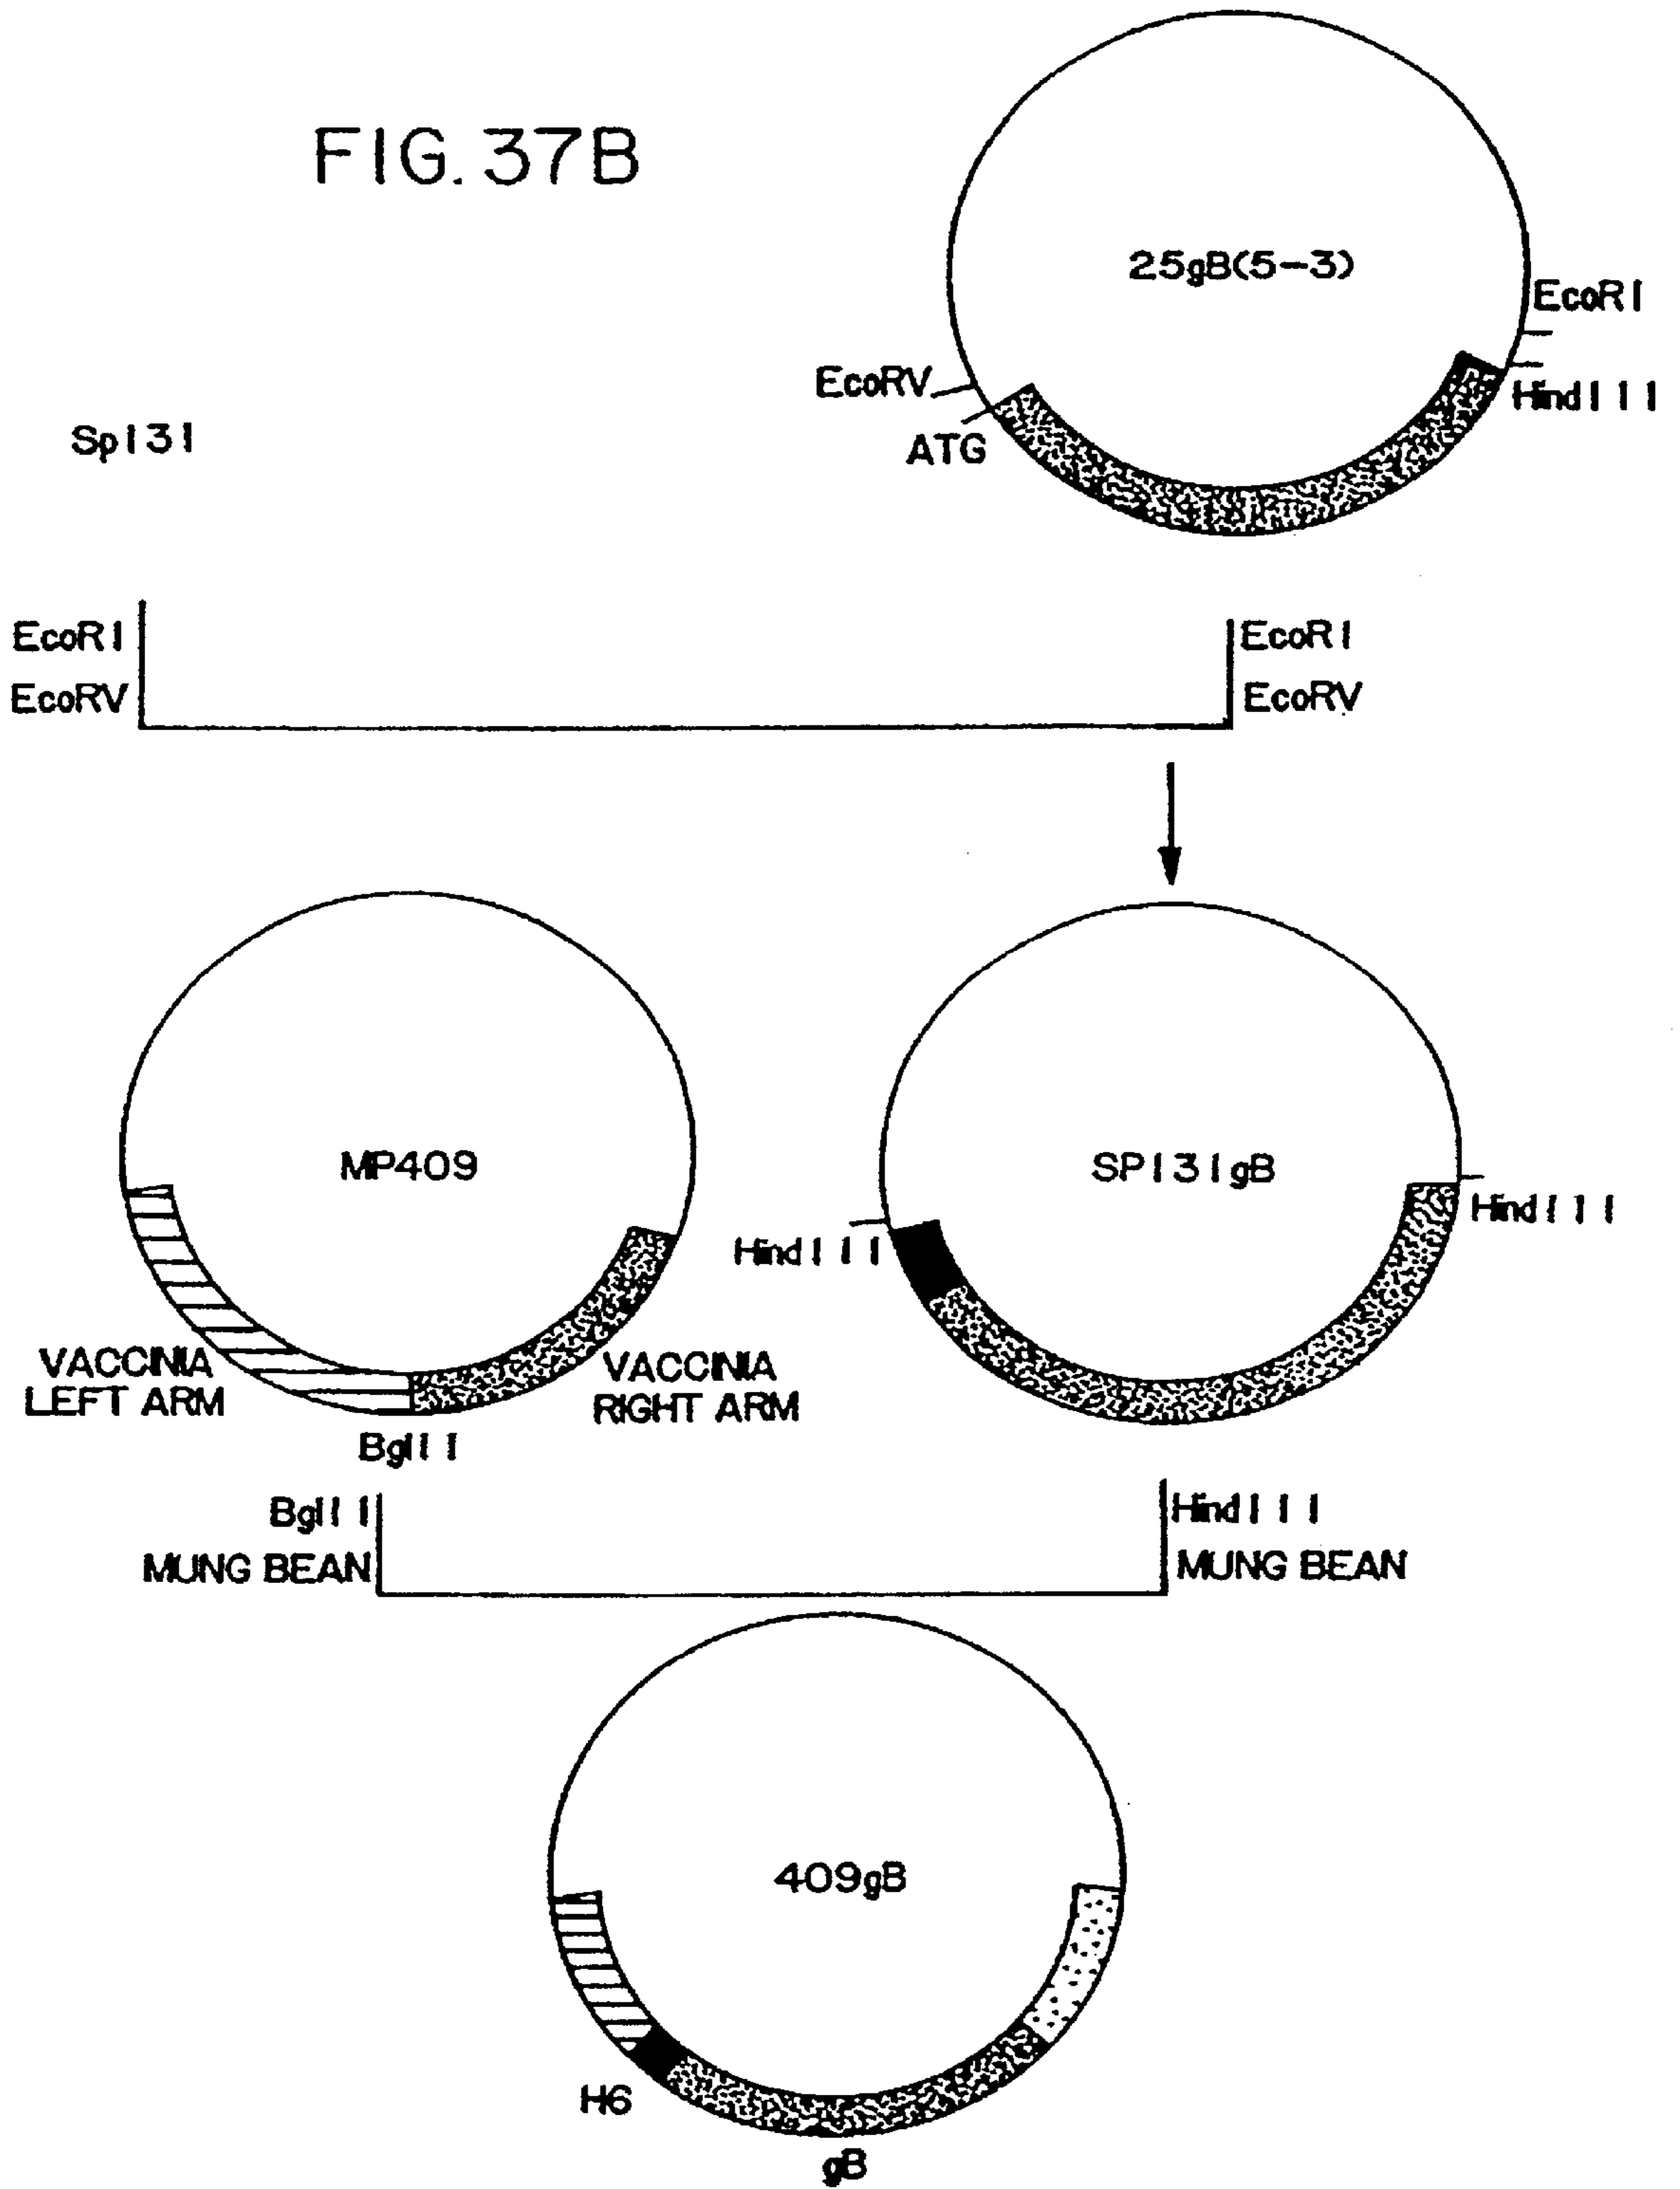 FIG. 37B
25gB(5-3)
EcoRI
EcoRV
HindIII
ATG
Sp131
EcoRI
EcoRV
EcoRI
EcoRV
MP409
SP131gB
HindIII
HindIII
VACCINIA
LEFT ARM
VACCINIA
RIGHT ARM
BglII
BglII
MUNG BEAN
HindIII
MUNG BEAN
409gB
H6
gB